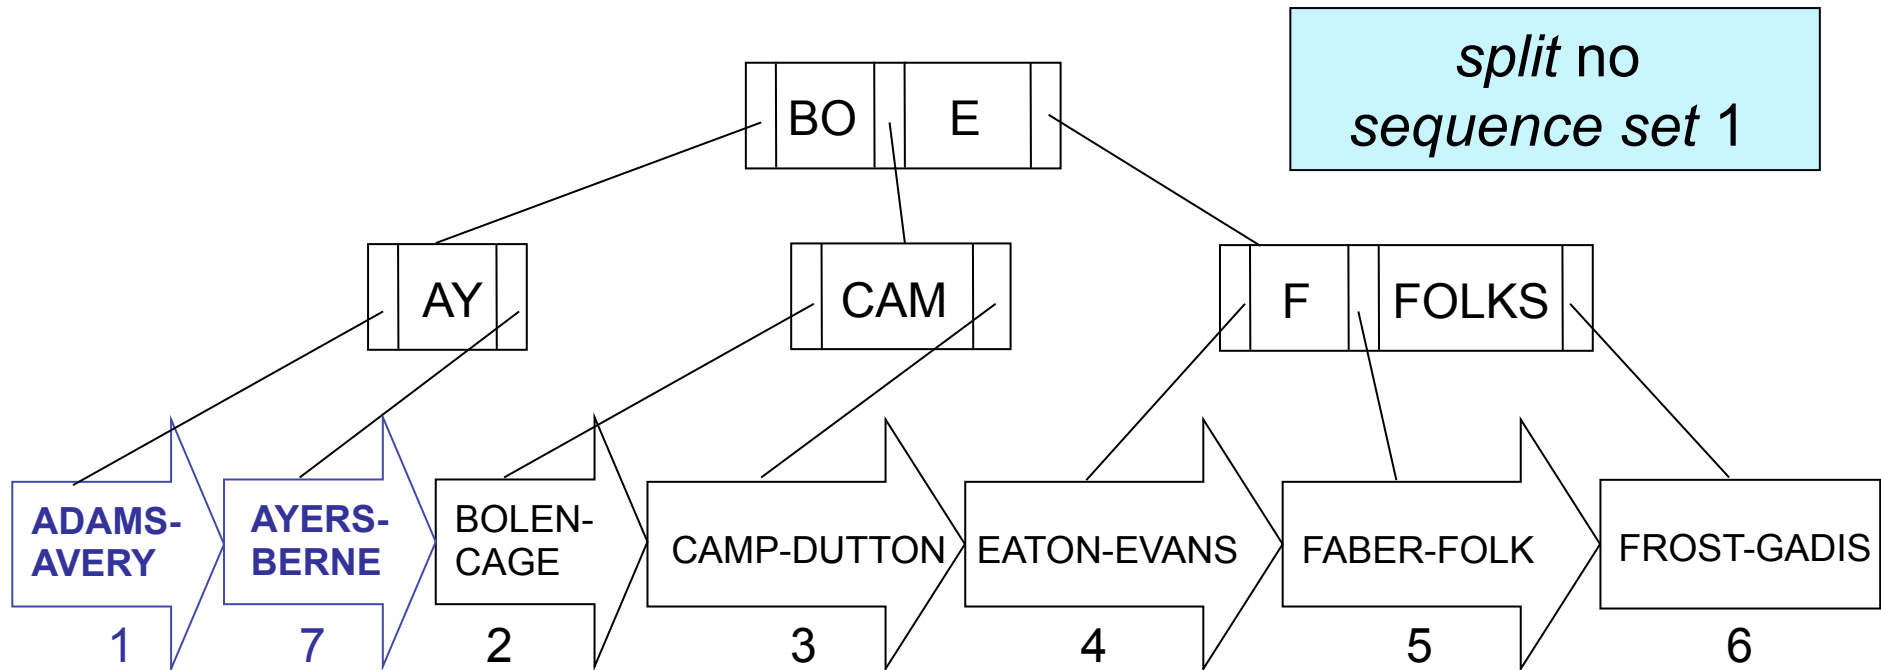 split no
sequence set 1
BO E
AY CAM F FOLKS
ADAMS-
AVERY
AYERS-
BERNE
BOLEN-
CAGE
CAMP-DUTTON
EATON-EVANS
FABER-FOLK
FROST-GADIS
1 7 2 3 4 5 6